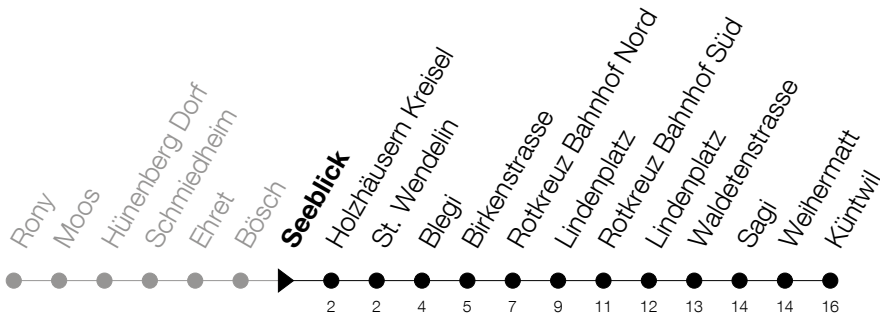 Rony
Moos
Hünenberg Dorf
Schmiedheim
Ehret
Bösch
Seeblick
Holzhäusern Kreisel
St. Wendelin
Blegi
Birkenstrasse
Rotkreuz Bahnhof Nord
Lindenplatz
Rotkreuz Bahnhof Süd
Lindenplatz
Waldetenstrasse
Sagi
Weihermatt
Küntwil
2 2 4 5 7 9 11 12 13 14 14 16